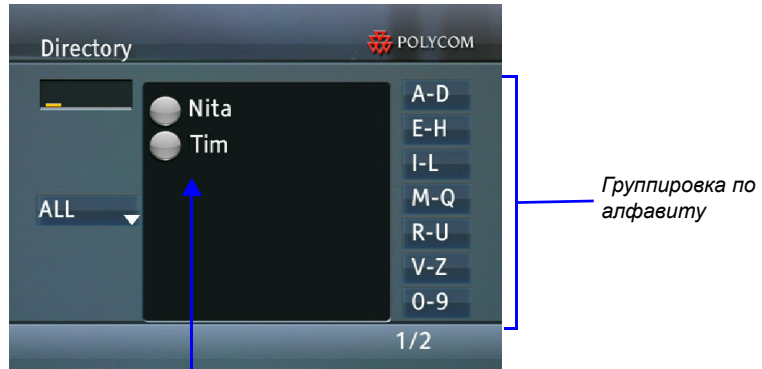 Directory
POLYCOM
Nita
Tim
ALL
A-D
E-H
I-L
M-Q
R-U
V-Z
0-9
1/2
Группировка по
алфавиту